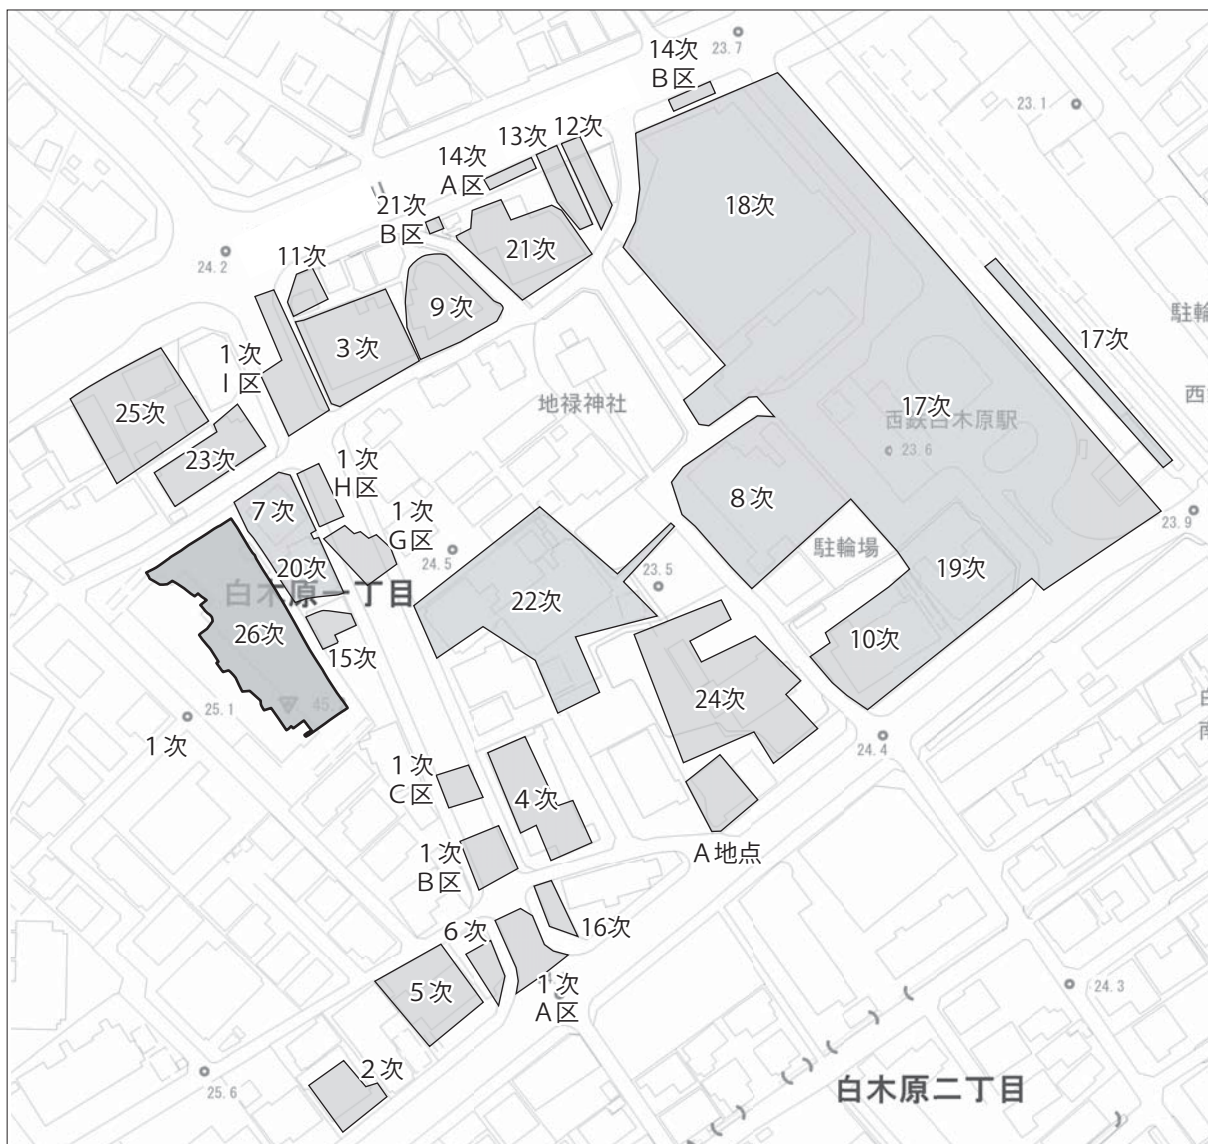 14次
B区
23.7
23.1
13次
12次
14次
A区
21次
B区
18次
21次
11次
24.2
9次
3次
1次
I区
駐輪
17次
西
25次
地禄神社
17次
西鉄白木原駅
23.6
23次
1次
H区
7次
1次
G区
8次
23.9
24.5
駐輪場
23.5
20次
19次
白木原一丁目
22次
26次
10次
15次
24次
45.
25.1
1次
白
南
24.4
1次
C区
4次
A地点
1次
B区
16次
6次
5次
1次
A区
24.3
2次
25.6
白木原二丁目